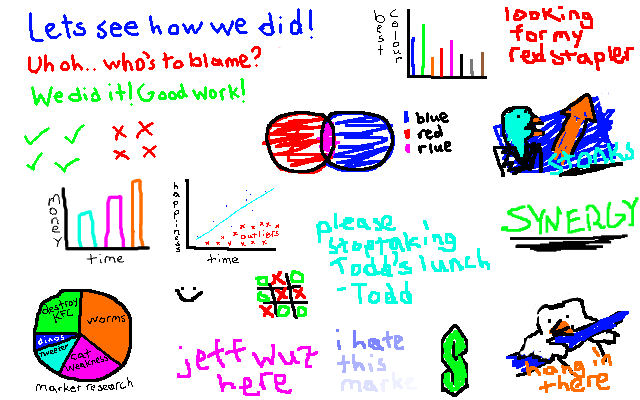 Lets see how we did!
Uh oh.. who's to blame?
We did it! Good work!
best
colour
looking
for my
red stapler
blue
red
rlue
stonks
money
time
happiness
outliers
time
please
stop taking
Todd's lunch
- Todd
SYNERGY
destroy
KFC
worms
dinos
tweeter
cat
weakness
market research
jeff wuz
here
i hate
this
marke
hang in
there